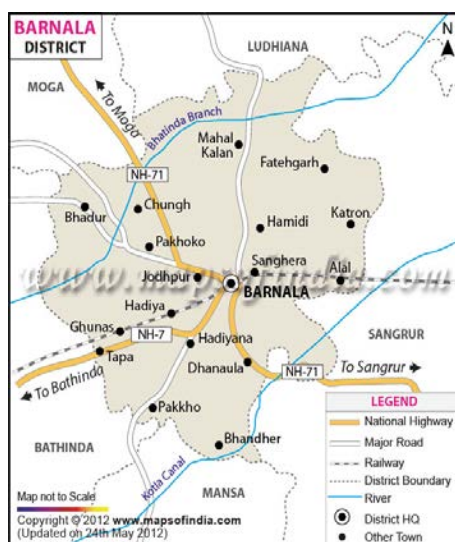 BARNALA
DISTRICT
LUDHIANA
N
MOGA
To Moga
Bhatinda Branch
Mahal
Kalan
Fatehgarh
NH-71
Bhadur
Chungh
Hamidi
Katron
Pakhoko
Sanghera
Alal
Jodhpur
www.mapsofindia.com
BARNALA
Hadiya
Ghunas
NH-7
Hadiyana
SANGRUR
Tapa
Dhanaula
To Sangrur
NH-71
To Bathinda
Pakkho
Bhandher
BATHINDA
Kotla Canal
MANSA
LEGEND
National Highway
Major Road
Railway
District Boundary
River
District HQ
Other Town
Map not to Scale
Copyright © 2012 www.mapsofindia.com
(Updated on 24th May 2012)